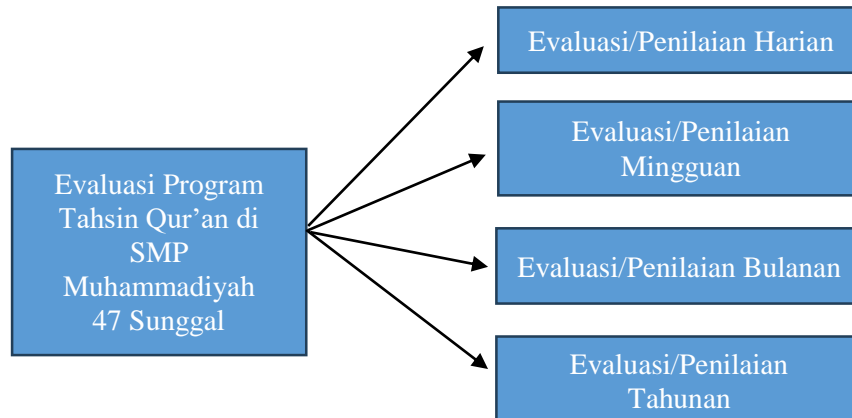 Evaluasi Program
Tahsin Qur’an di
SMP
Muhammadiyah
47 Sunggal
Evaluasi/Penilaian Harian
Evaluasi/Penilaian
Mingguan
Evaluasi/Penilaian Bulanan
Evaluasi/Penilaian
Tahunan